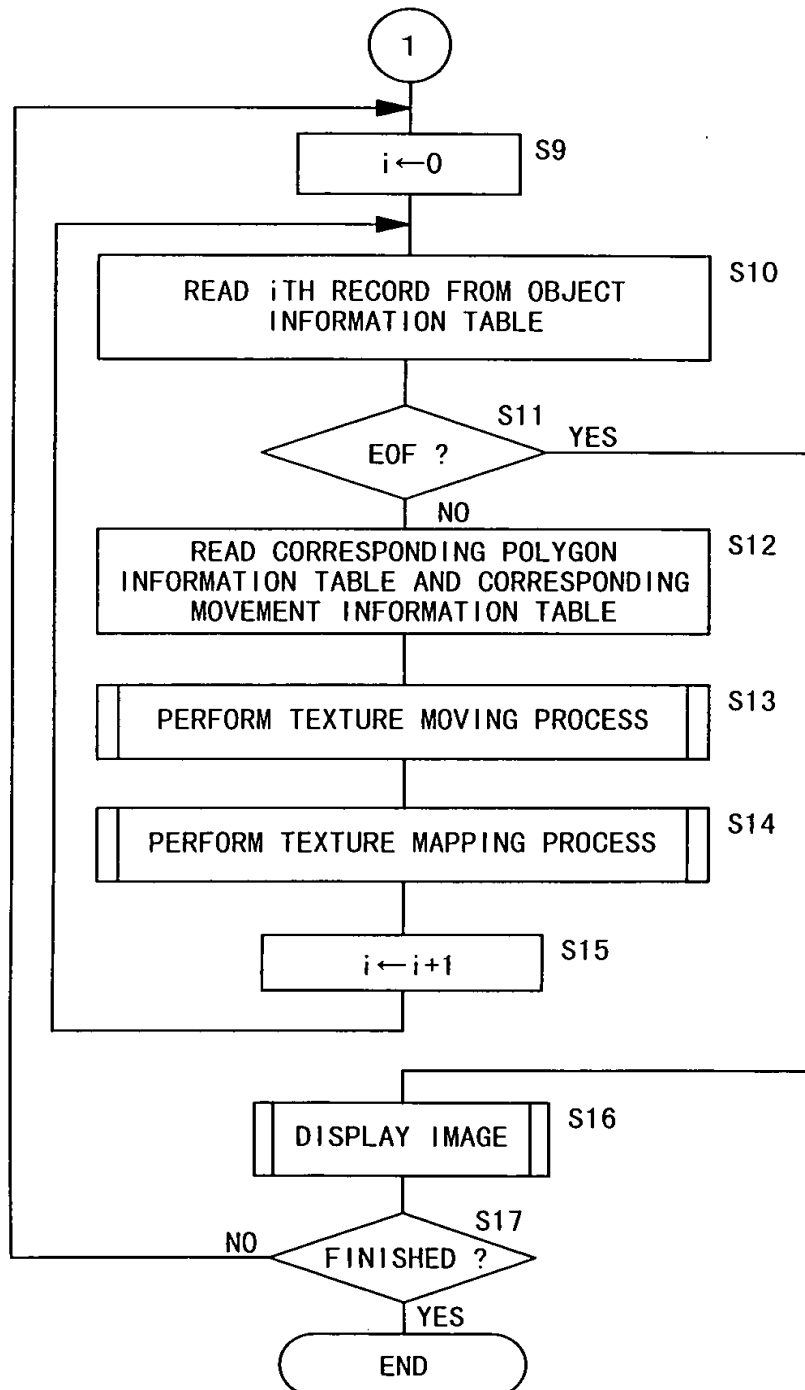 1
S9
i←0
S10
READ iTH RECORD FROM OBJECT
INFORMATION TABLE
S11
EOF ?
YES
NO
S12
READ CORRESPONDING POLYGON
INFORMATION TABLE AND CORRESPONDING
MOVEMENT INFORMATION TABLE
S13
PERFORM TEXTURE MOVING PROCESS
S14
PERFORM TEXTURE MAPPING PROCESS
S15
i←i+1
S16
DISPLAY IMAGE
S17
NO
FINISHED ?
YES
END